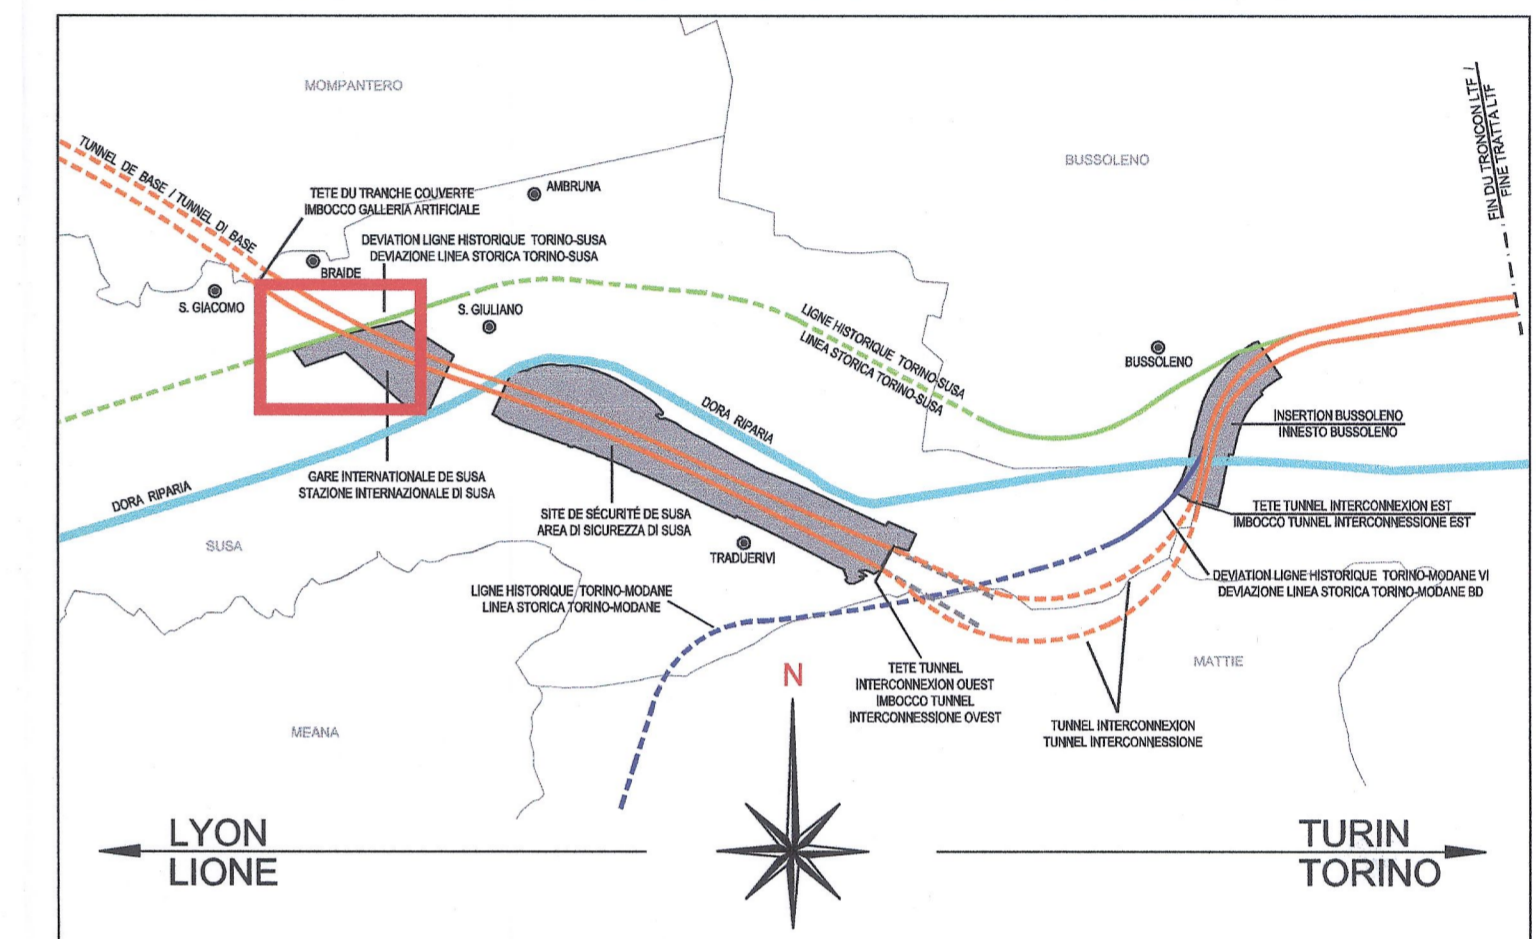 MOMPANTERO
BUSSOLENO
FIN DU TRONCON LTF /
FINE TRATTA LTF
TUNNEL DE BASE / TUNNEL DI BASE
TETE DU TRANCHE COUVERTE
IMBOCCO GALLERIA ARTIFICIALE
AMBRUNA
DEVIATION LIGNE HISTORIQUE TORINO-SUSA
DEVIAZIONE LINEA STORICA TORINO-SUSA
BRAIDE
S. GIACOMO
S. GIULIANO
LIGNE HISTORIQUE TORINO-SUSA
LINEA STORICA TORINO-SUSA
BUSSOLENO
DORA RIPARIA
INSERTION BUSSOLENO
INNESTO BUSSOLENO
GARE INTERNATIONALE DE SUSA
STAZIONE INTERNAZIONALE DI SUSA
DORA RIPARIA
SITE DE SÉCURITÉ DE SUSA
AREA DI SICUREZZA DI SUSA
TETE TUNNEL INTERCONNEXION EST
IMBOCCO TUNNEL INTERCONNESSIONE EST
SUSA
TRADUERIVI
LIGNE HISTORIQUE TORINO-MODANE
LINEA STORICA TORINO-MODANE
DEVIATION LIGNE HISTORIQUE TORINO-MODANE VI
DEVIAZIONE LINEA STORICA TORINO-MODANE BD
MATTIE
TETE TUNNEL
INTERCONNEXION OUEST
IMBOCCO TUNNEL
INTERCONNESSIONE OVEST
N
MEANA
TUNNEL INTERCONNEXION
TUNNEL INTERCONNESSIONE
LYON
LIONE
TURIN
TORINO